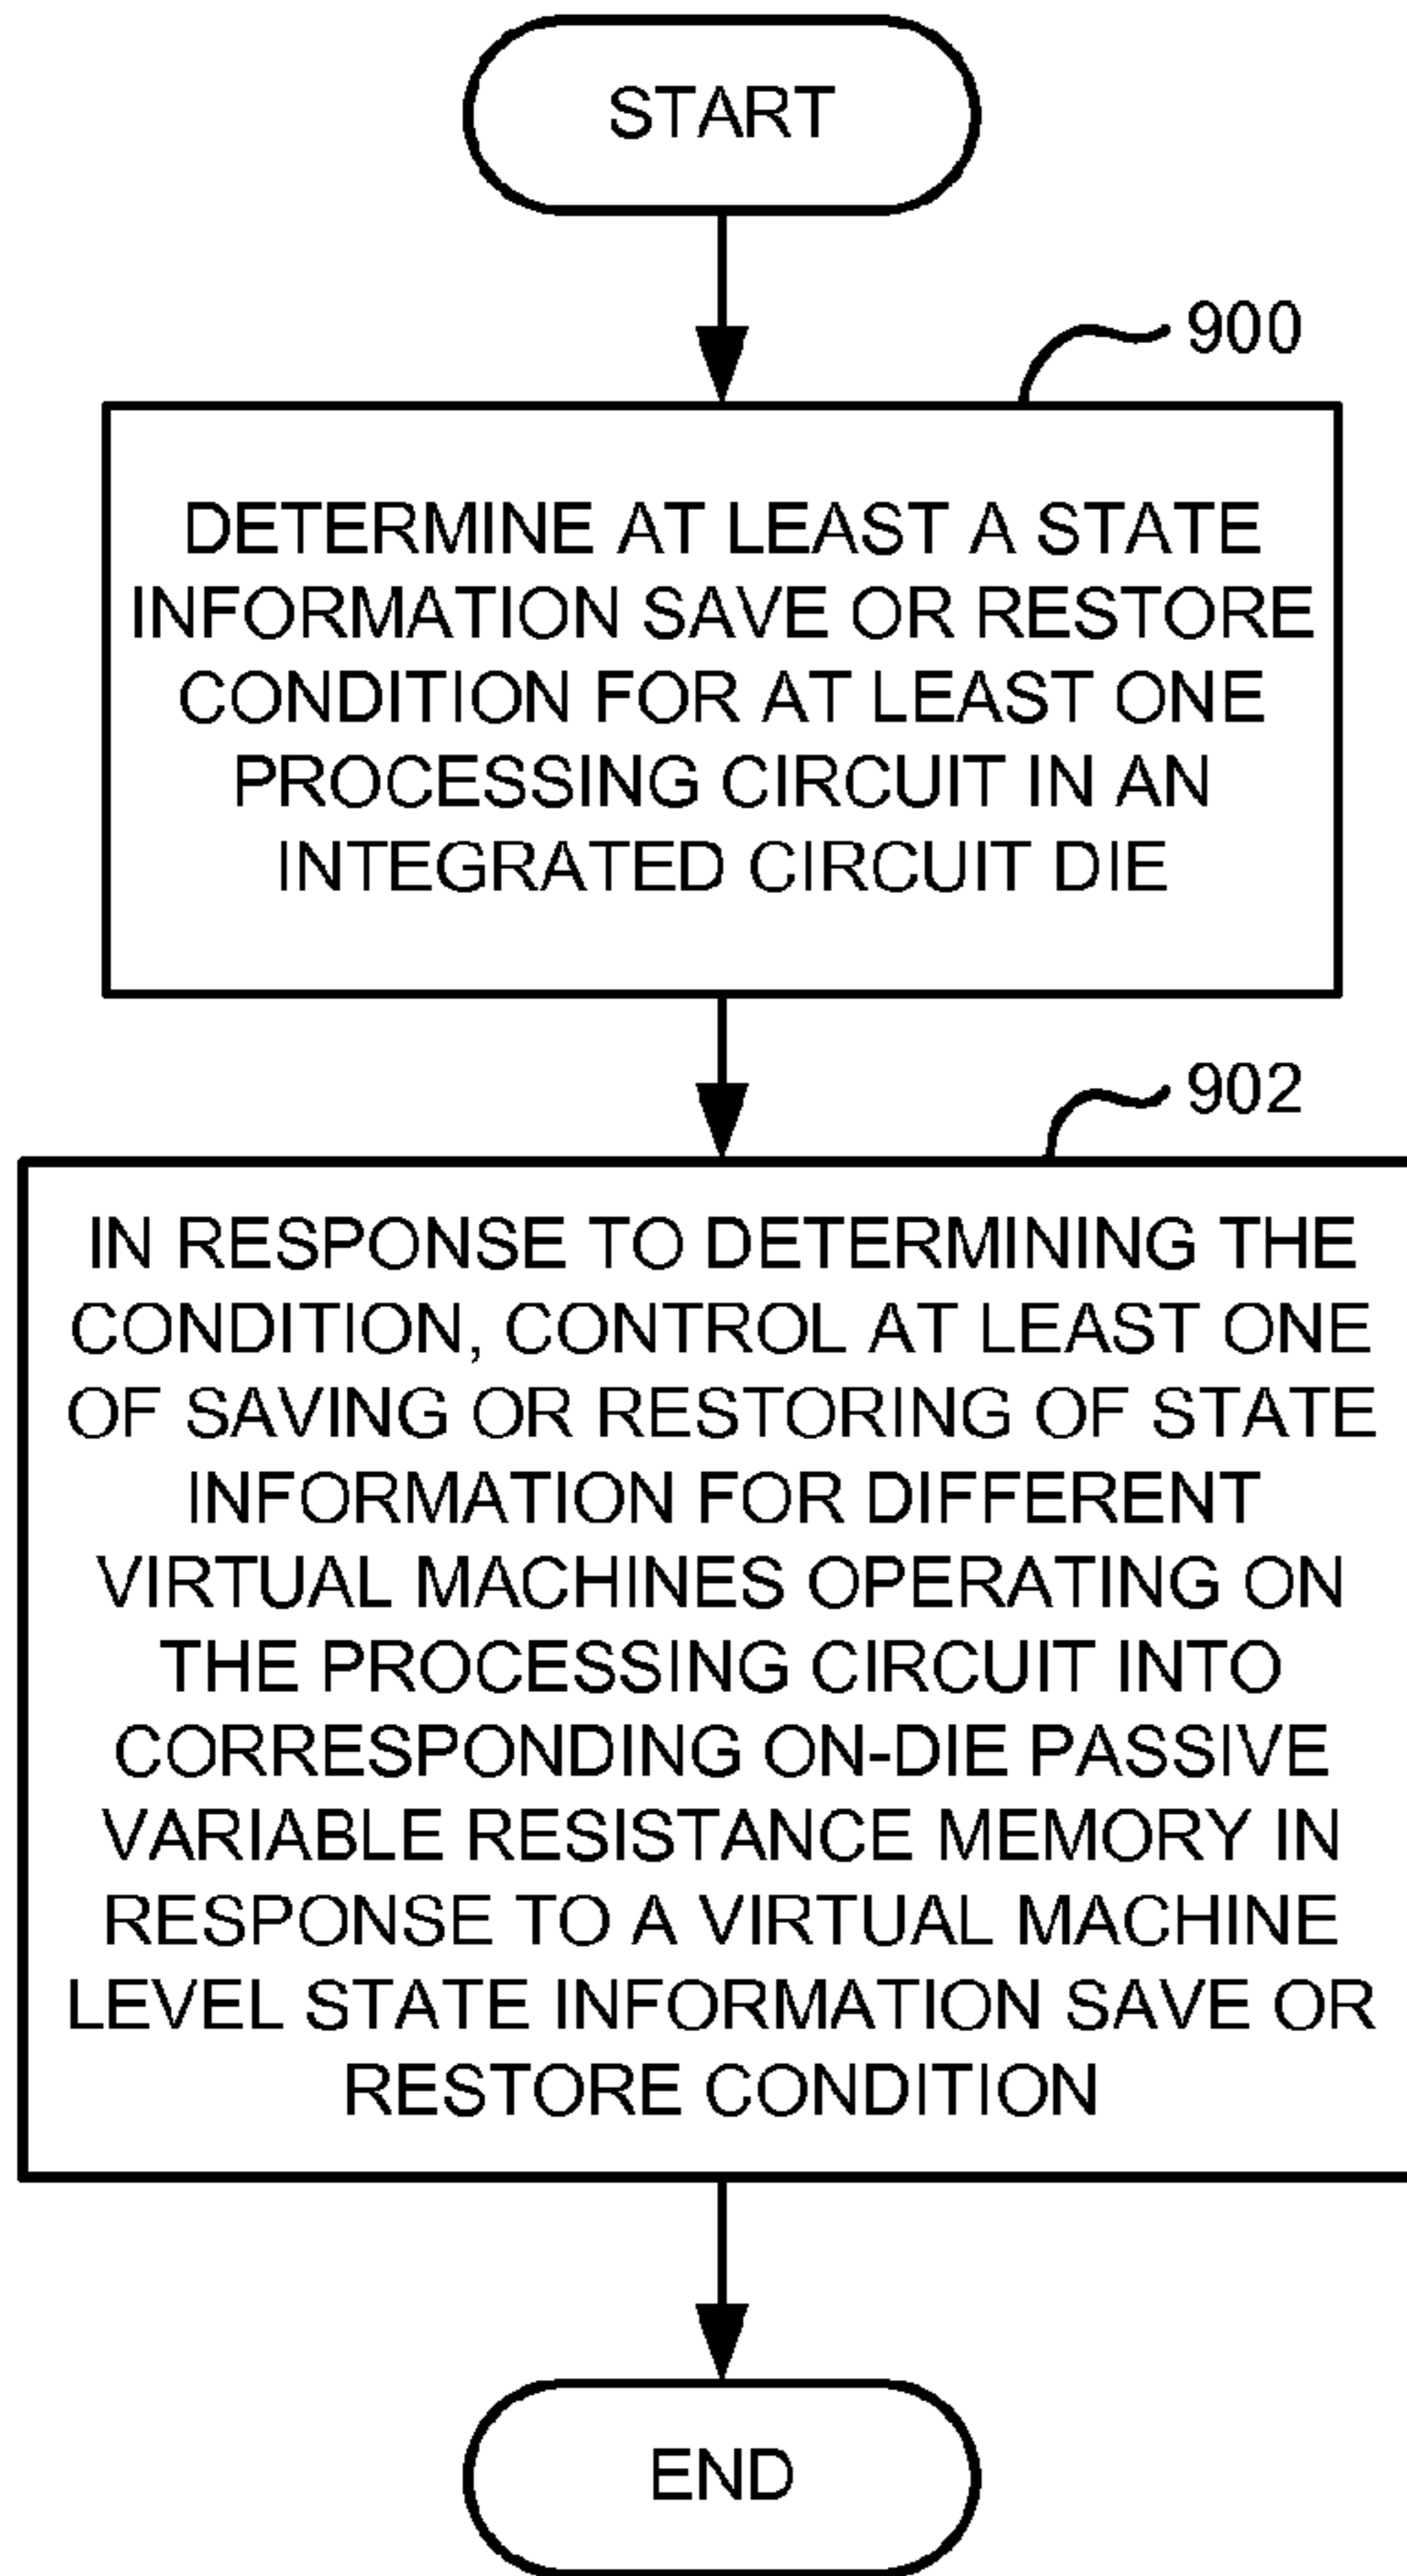 START
900
DETERMINE AT LEAST A STATE
INFORMATION SAVE OR RESTORE
CONDITION FOR AT LEAST ONE
PROCESSING CIRCUIT IN AN
INTEGRATED CIRCUIT DIE
902
IN RESPONSE TO DETERMINING THE
CONDITION, CONTROL AT LEAST ONE
OF SAVING OR RESTORING OF STATE
INFORMATION FOR DIFFERENT
VIRTUAL MACHINES OPERATING ON
THE PROCESSING CIRCUIT INTO
CORRESPONDING ON-DIE PASSIVE
VARIABLE RESISTANCE MEMORY IN
RESPONSE TO A VIRTUAL MACHINE
LEVEL STATE INFORMATION SAVE OR
RESTORE CONDITION
END